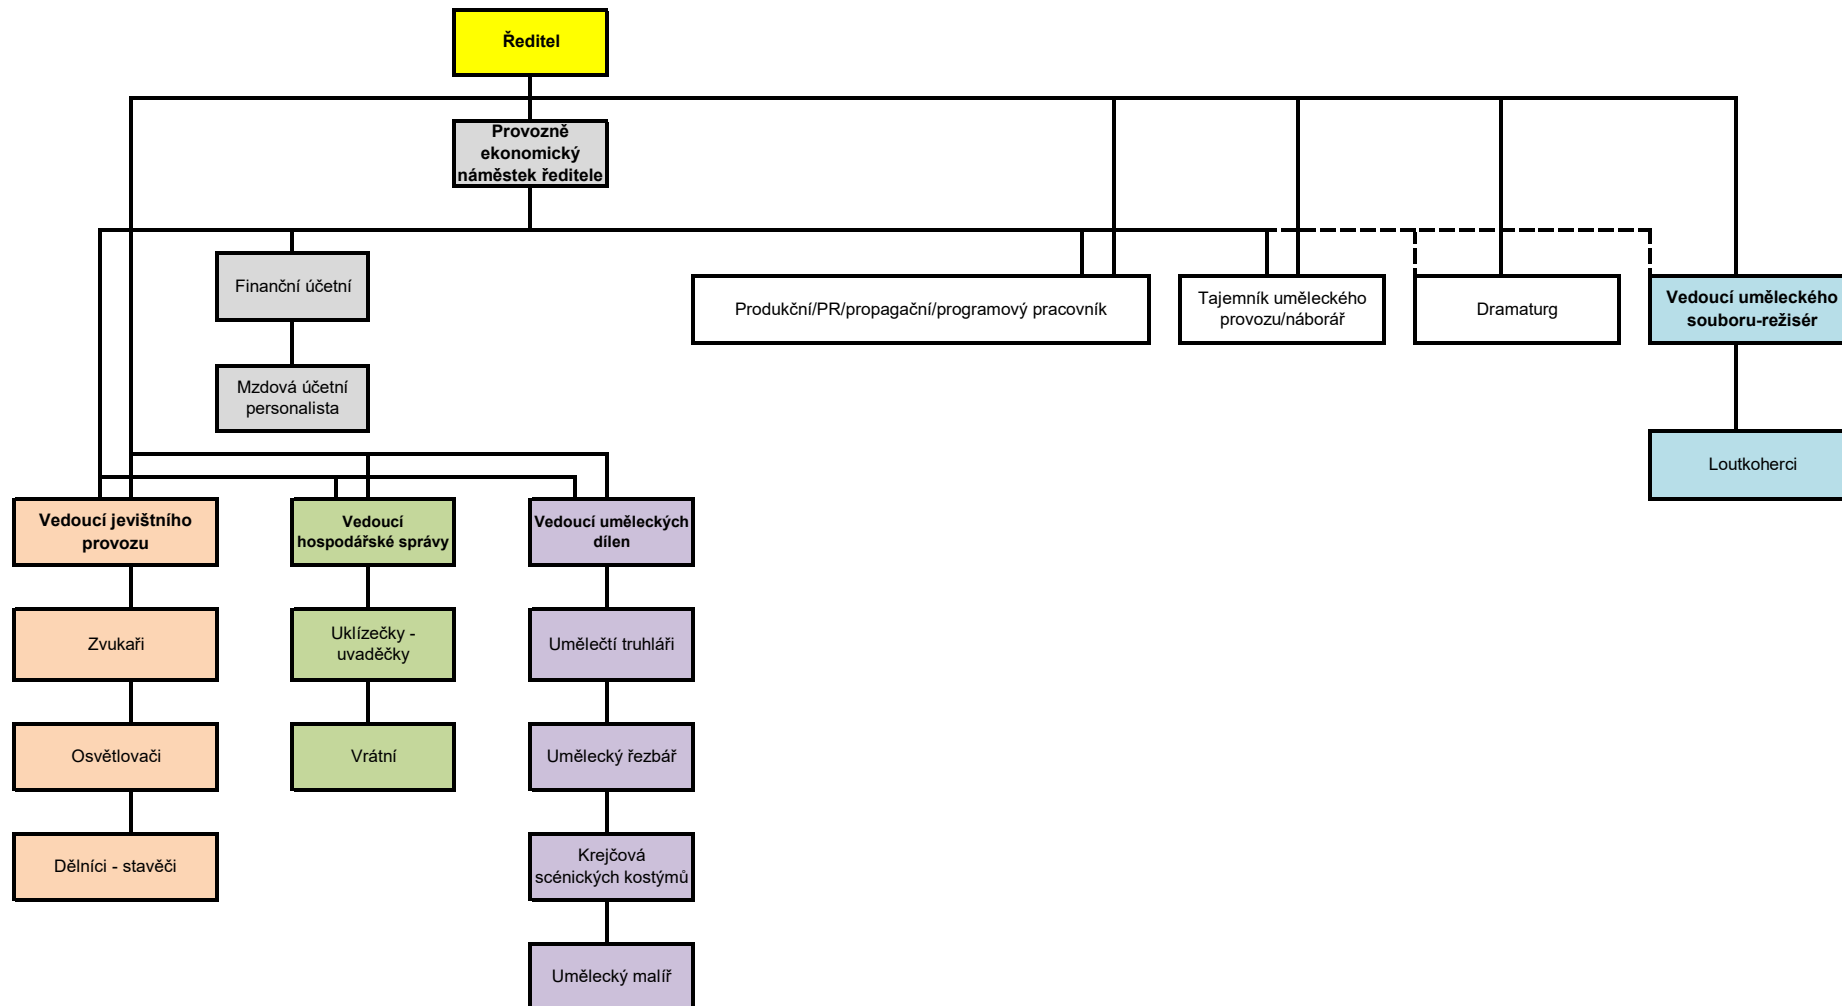 Ředitel
Provozně
ekonomický
náměstek ředitele
Finanční účetní
Produkční/PR/propagační/programový pracovník
Tajemník uměleckého
provozu/náborář
Dramaturg
Vedoucí uměleckého
souboru-režisér
Mzdová účetní
personalista
Loutkoherci
Vedoucí jevištního
provozu
Vedoucí
hospodářské správy
Vedoucí uměleckých
dílen
Zvukaři
Uklízečky -
uvaděčky
Umělečtí truhláři
Osvětlovači
Vrátní
Umělecký řezbář
Dělníci - stavěči
Krejčová
scénických kostýmů
Umělecký malíř